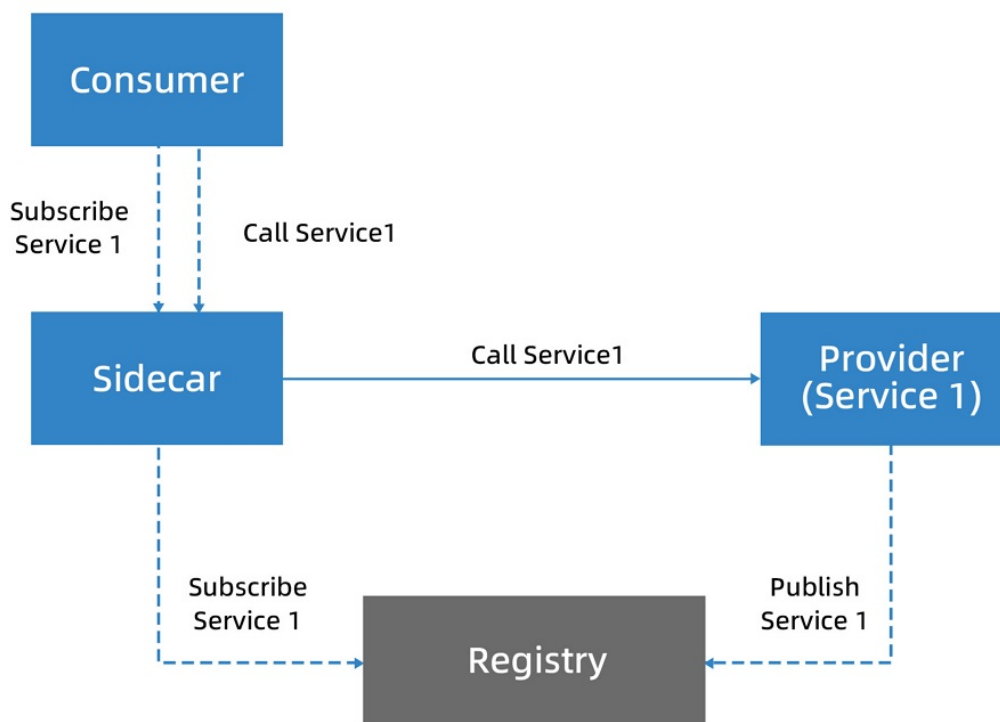 Consumer
Subscribe
Service 1
Call Service1
Sidecar
Call Service1
Provider
(Service 1)
Subscribe
Service 1
Publish
Service 1
Registry